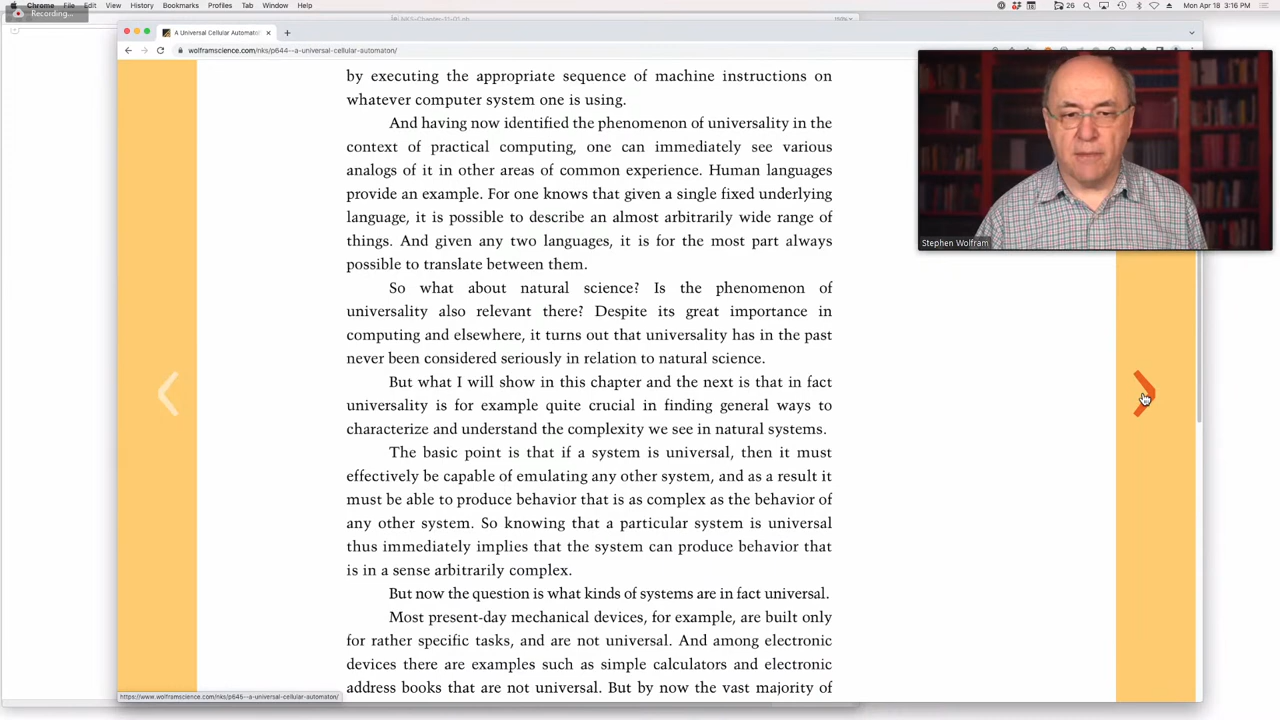 Chrome File Edit View History Bookmarks Profiles Tab Window Help
26
Mon Apr 18 3:16 PM
Recording...
NKS-Chapter-11-01.nb
A Universal Cellular Automato
wolframscience.com/nks/p644--a-universal-cellular-automaton/
by executing the appropriate sequence of machine instructions on
whatever computer system one is using.
And having now identified the phenomenon of universality in the
context of practical computing, one can immediately see various
analogs of it in other areas of common experience. Human languages
provide an example. For one knows that given a single fixed underlying
language, it is possible to describe an almost arbitrarily wide range of
things. And given any two languages, it is for the most part always
possible to translate between them.
So what about natural science? Is the phenomenon of
universality also relevant there? Despite its great importance in
computing and elsewhere, it turns out that universality has in the past
never been considered seriously in relation to natural science.
But what I will show in this chapter and the next is that in fact
universality is for example quite crucial in finding general ways to
characterize and understand the complexity we see in natural systems.
The basic point is that if a system is universal, then it must
effectively be capable of emulating any other system, and as a result it
must be able to produce behavior that is as complex as the behavior of
any other system. So knowing that a particular system is universal
thus immediately implies that the system can produce behavior that
is in a sense arbitrarily complex.
But now the question is what kinds of systems are in fact universal.
Most present-day mechanical devices, for example, are built only
for rather specific tasks, and are not universal. And among electronic
devices there are examples such as simple calculators and electronic
address books that are not universal. But by now the vast majority of
Stephen Wolfram
https://www.wolframscience.com/nks/p645--a-universal-cellular-automaton/